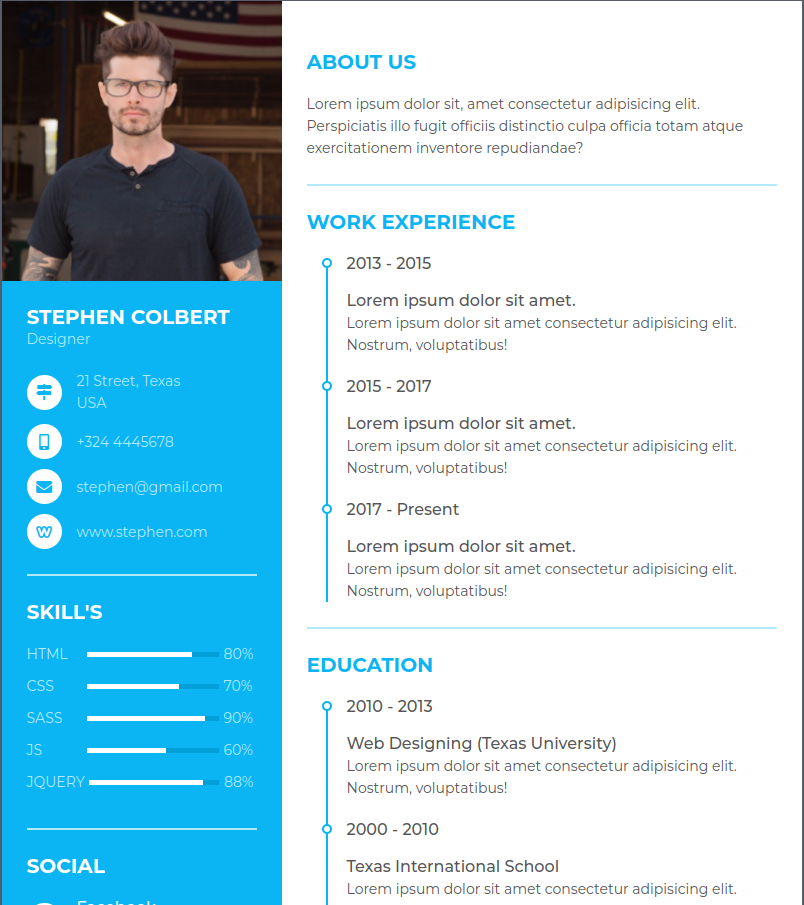 STEPHEN COLBERT
Designer
21 Street, Texas
USA
+324 4445678
stephen@gmail.com
www.stephen.com
SKILL'S
HTML 80%
CSS 70%
SASS 90%
JS 60%
JQUERY 88%
SOCIAL
Facebook
ABOUT US
Lorem ipsum dolor sit, amet consectetur adipisicing elit.
Perspiciatis illo fugit officiis distinctio culpa officia totam atque
exercitationem inventore repudiandae?
WORK EXPERIENCE
2013 - 2015
Lorem ipsum dolor sit amet.
Lorem ipsum dolor sit amet consectetur adipisicing elit.
Nostrum, voluptatibus!
2015 - 2017
Lorem ipsum dolor sit amet.
Lorem ipsum dolor sit amet consectetur adipisicing elit.
Nostrum, voluptatibus!
2017 - Present
Lorem ipsum dolor sit amet.
Lorem ipsum dolor sit amet consectetur adipisicing elit.
Nostrum, voluptatibus!
EDUCATION
2010 - 2013
Web Designing (Texas University)
Lorem ipsum dolor sit amet consectetur adipisicing elit.
Nostrum, voluptatibus!
2000 - 2010
Texas International School
Lorem ipsum dolor sit amet consectetur adipisicing elit.